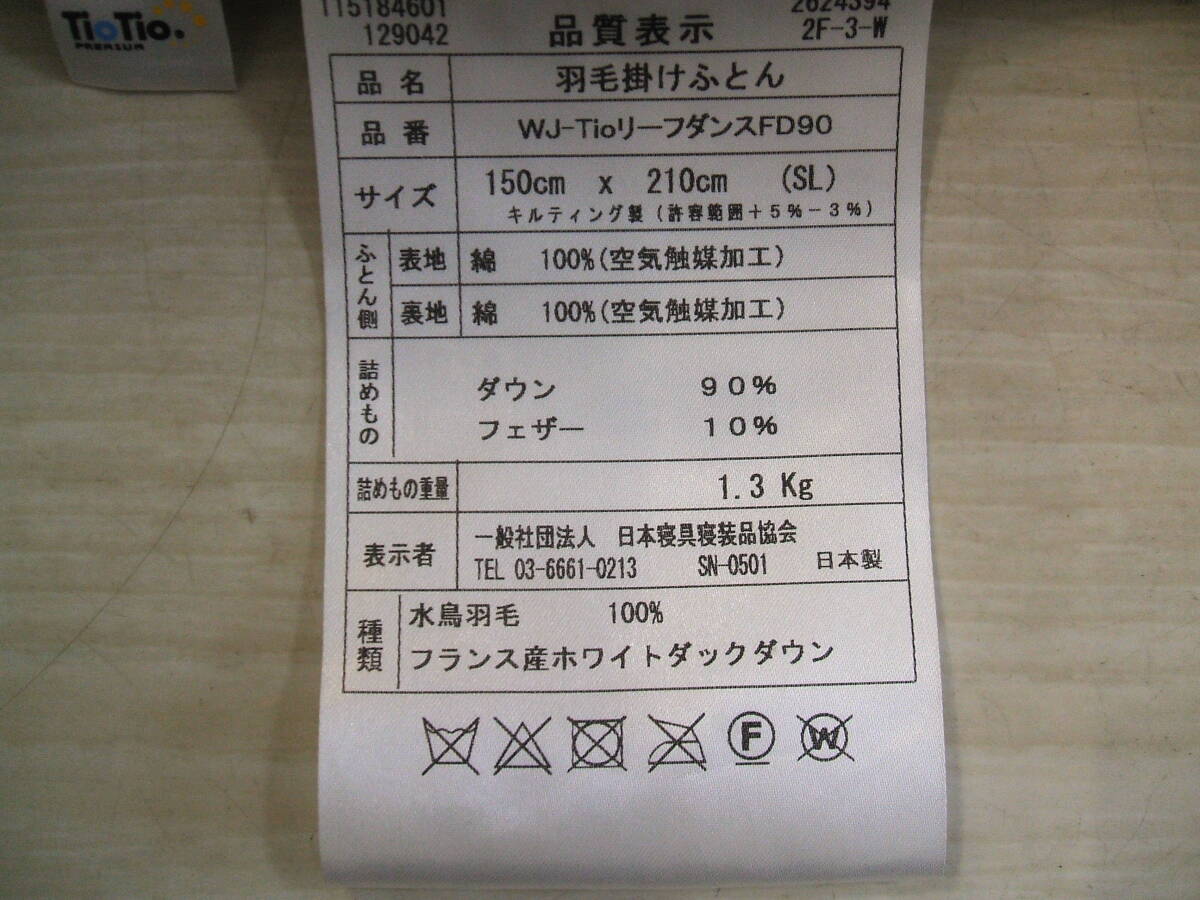 TioTio.
PREMIUM
115184601
2624394
129042
品質表示
2F-3-W
品名 羽毛掛けふとん
品番 WJ-TioリーフダンスFD90
サイズ 150cm x 210cm (SL)
キルティング製(許容範囲+5%-3%)
ふとん側
表地 綿 100%(空気触媒加工)
裏地 綿 100%(空気触媒加工)
詰めもの
ダウン 90%
フェザー 10%
詰めもの重量 1.3 Kg
表示者 一般社団法人 日本寝具寝装品協会
TEL 03-6661-0213 SN-0501 日本製
種類 水鳥羽毛 100%
フランス産ホワイトダックダウン
F W